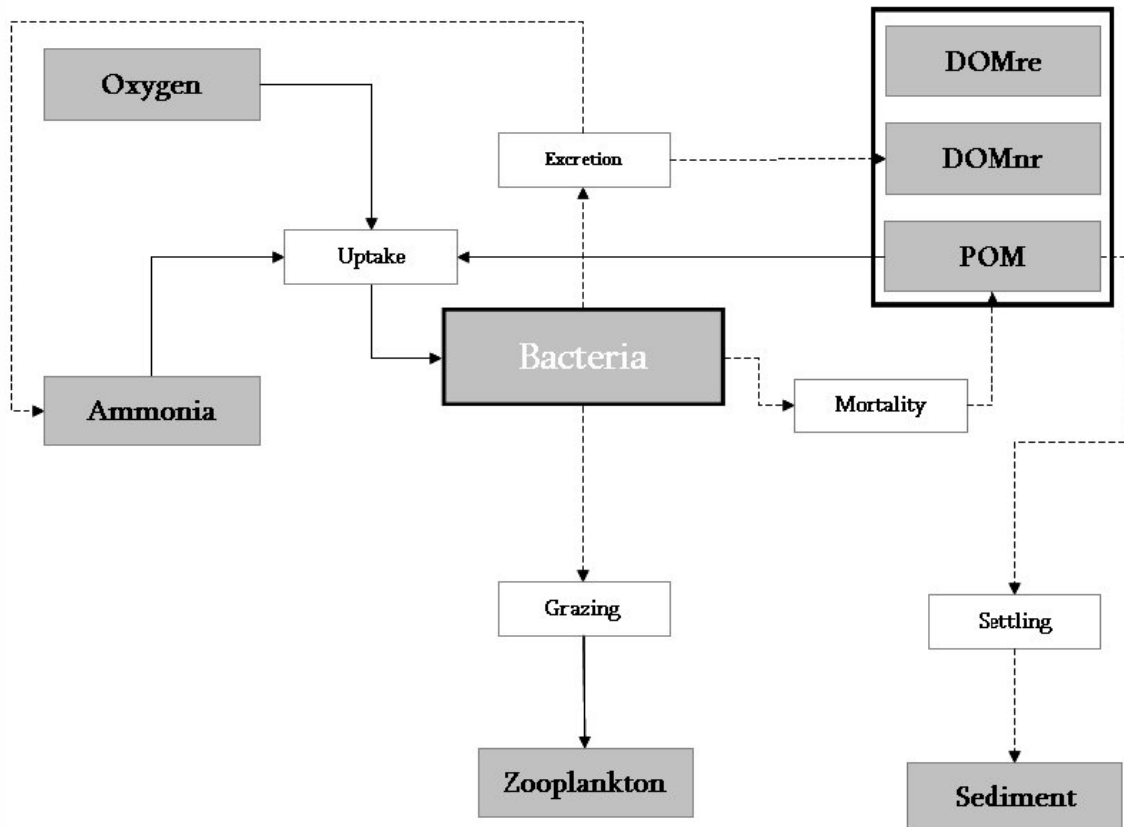 DOMre
Oxygen
Excretion
DOMnr
Uptake
POM
Bacteria
Ammonia
Mortality
Grazing
Settling
Zooplankton
Sediment